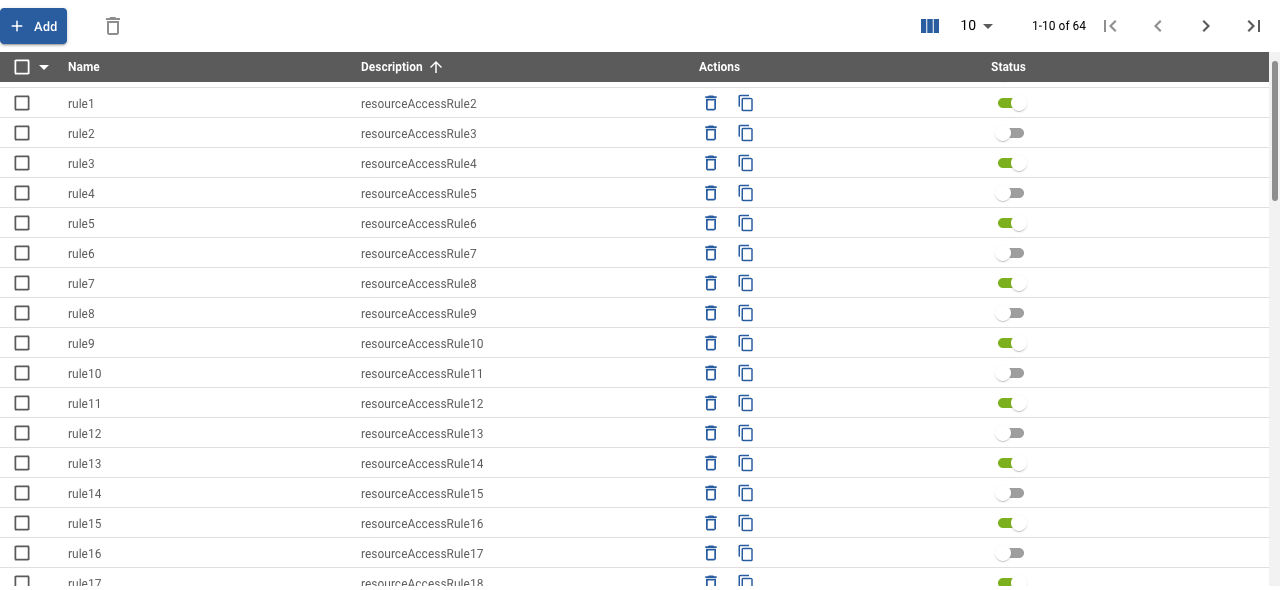 Add 10 1-10 of 64
Name Description Actions Status
rule1 resourceAccessRule2
rule2 resourceAccessRule3
rule3 resourceAccessRule4
rule4 resourceAccessRule5
rule5 resourceAccessRule6
rule6 resourceAccessRule7
rule7 resourceAccessRule8
rule8 resourceAccessRule9
rule9 resourceAccessRule10
rule10 resourceAccessRule11
rule11 resourceAccessRule12
rule12 resourceAccessRule13
rule13 resourceAccessRule14
rule14 resourceAccessRule15
rule15 resourceAccessRule16
rule16 resourceAccessRule17
rule17 resourceAccessRule18